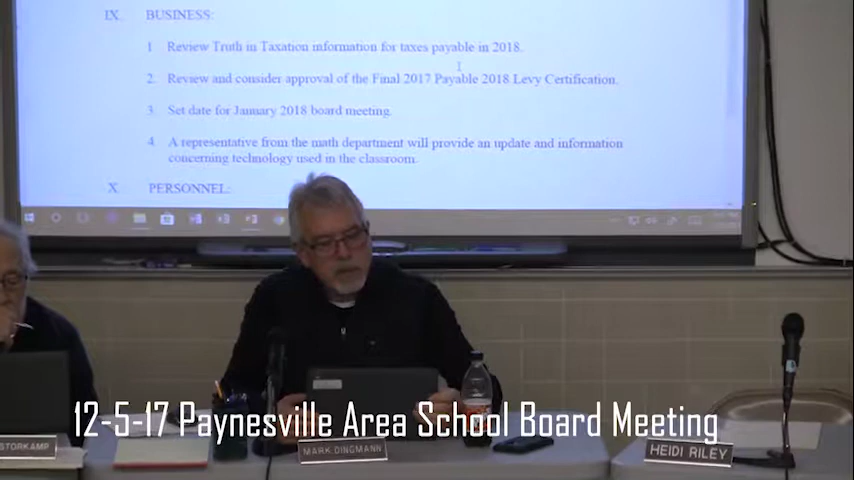 IX. BUSINESS:
1 Review Truth in Taxation information for taxes payable in 2018.
2. Review and consider approval of the Final 2017 Payable 2018 Levy Certification.
3. Set date for January 2018 board meeting.
4. A representative from the math department will provide an update and information
concerning technology used in the classroom.
X. PERSONNEL:
12-5-17 Paynesville Area School Board Meeting
STORKAMP
MARK DINGMANN
HEIDI RILEY